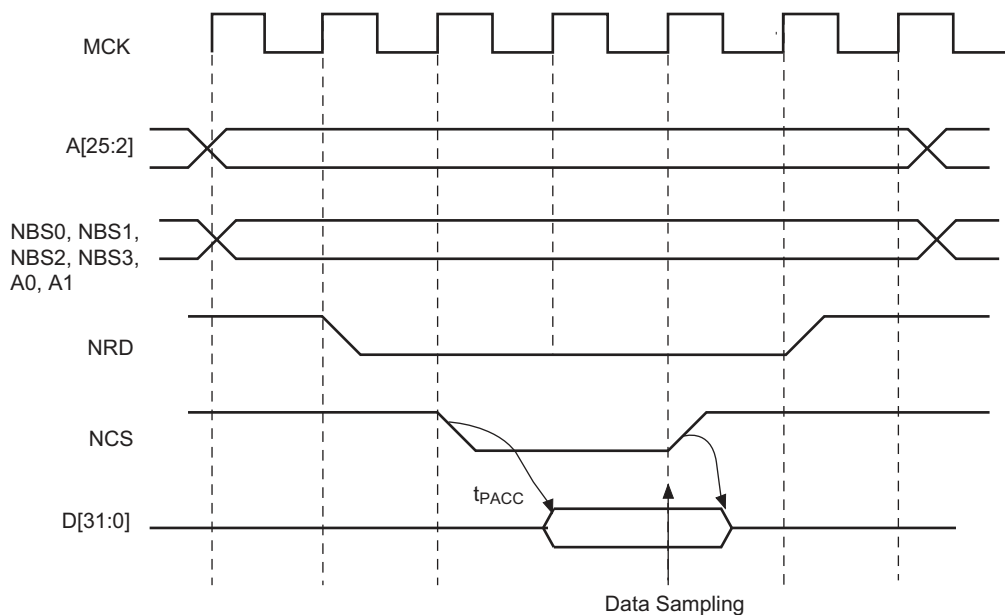 MCK
A[25:2]
NBS0, NBS1,
NBS2, NBS3,
A0, A1
NRD
NCS
tPACC
D[31:0]
Data Sampling